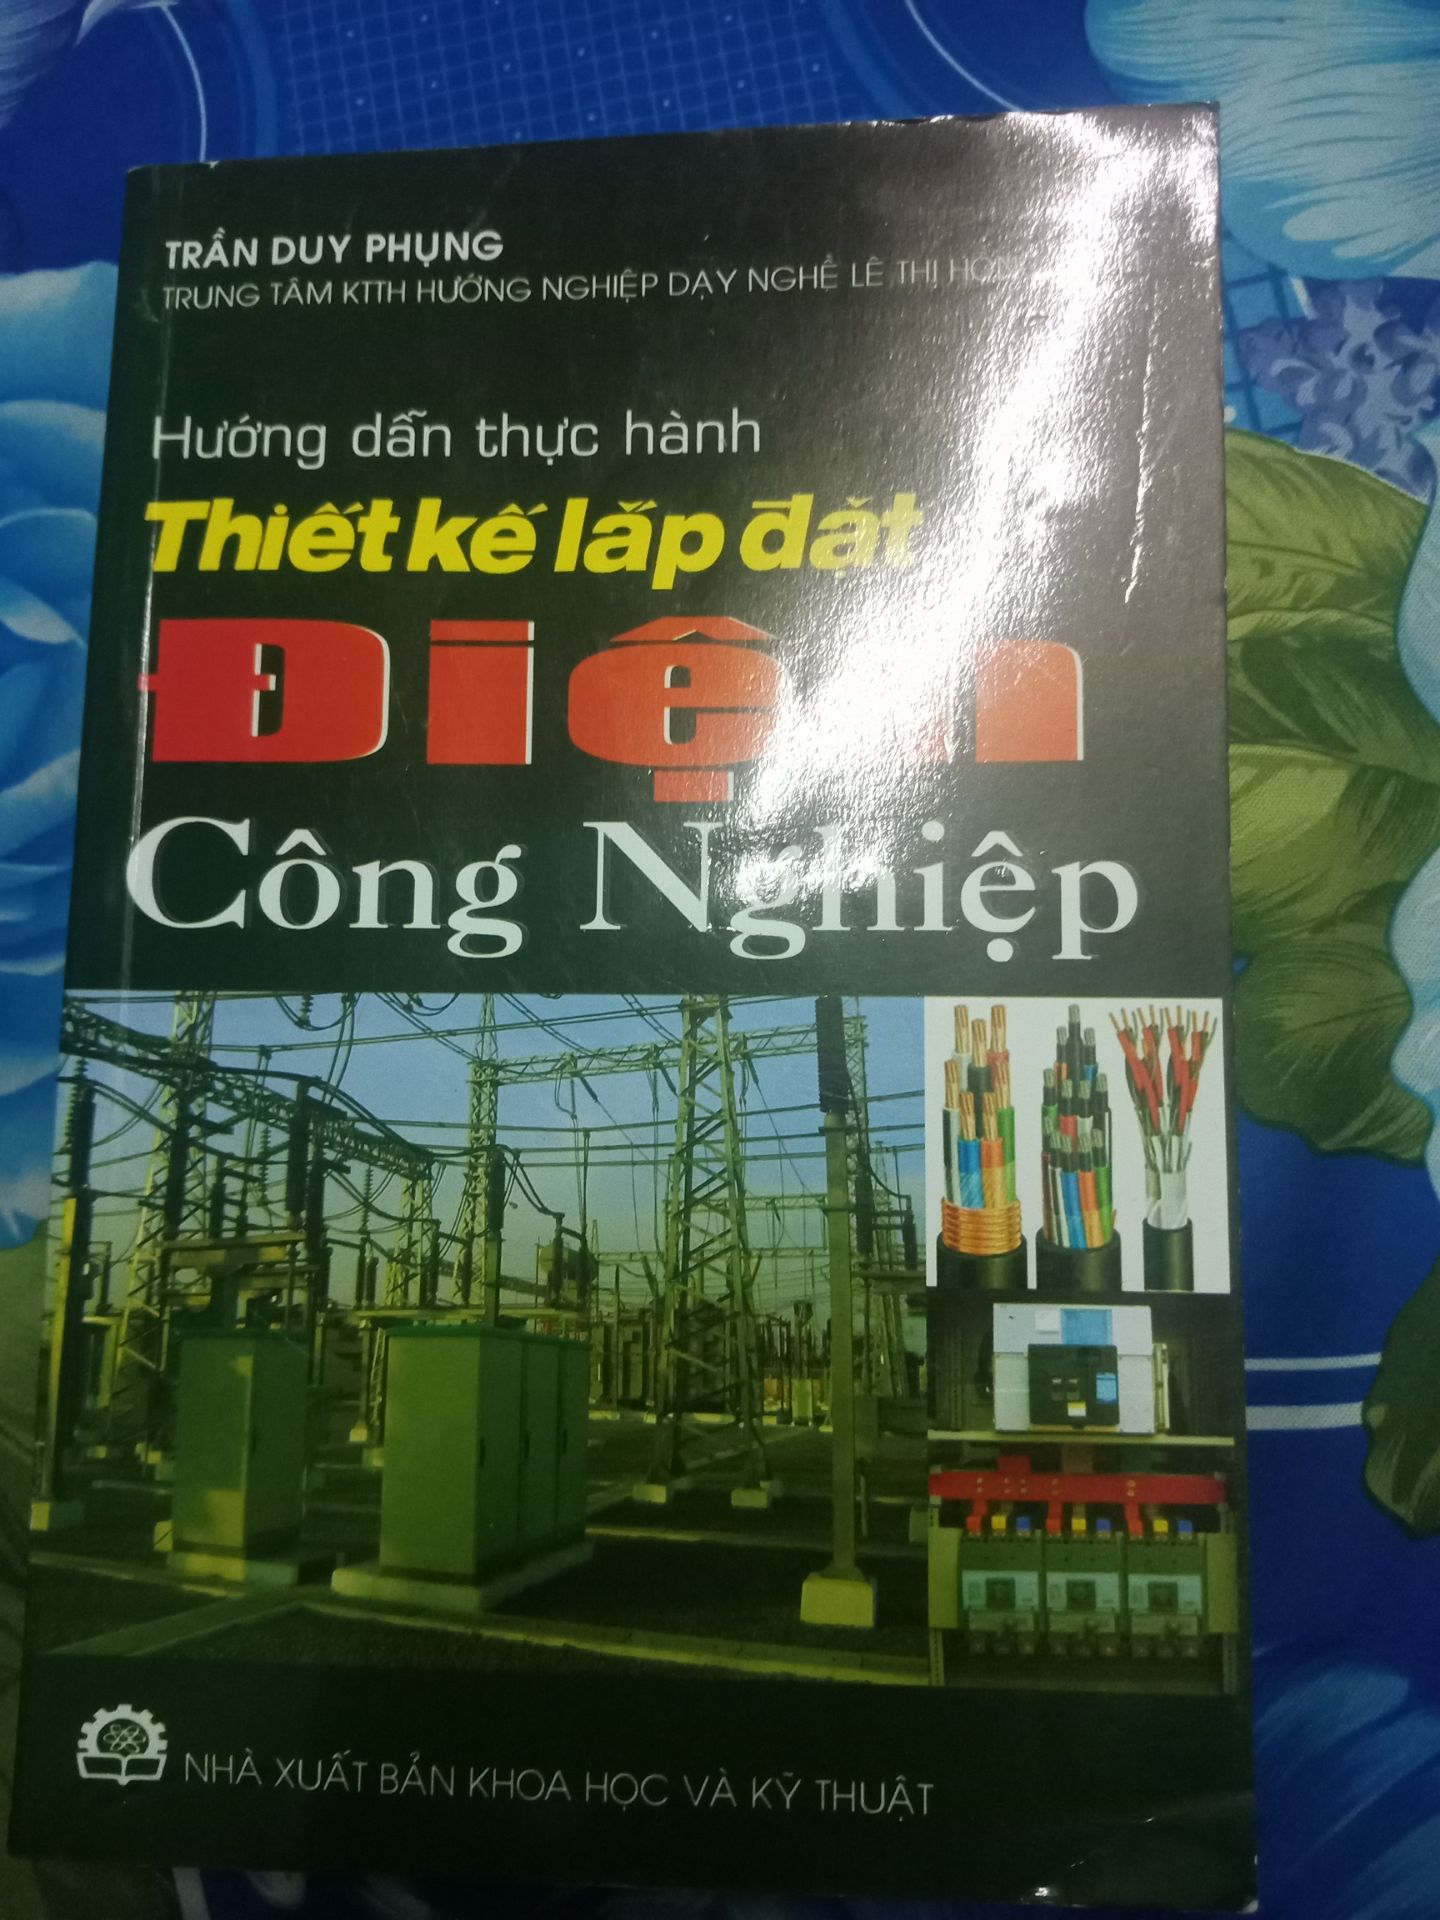 TRẦN DUY PHỤNG
TRUNG TÂM KTTH HƯỚNG NGHIỆP DẠY NGHỀ LÊ THỊ
Hướng dẫn thực hành
Thiết kế lắp đặt
Điện
Công Nghiệp
NHÀ XUẤT BẢN KHOA HỌC VÀ KỸ THUẬT